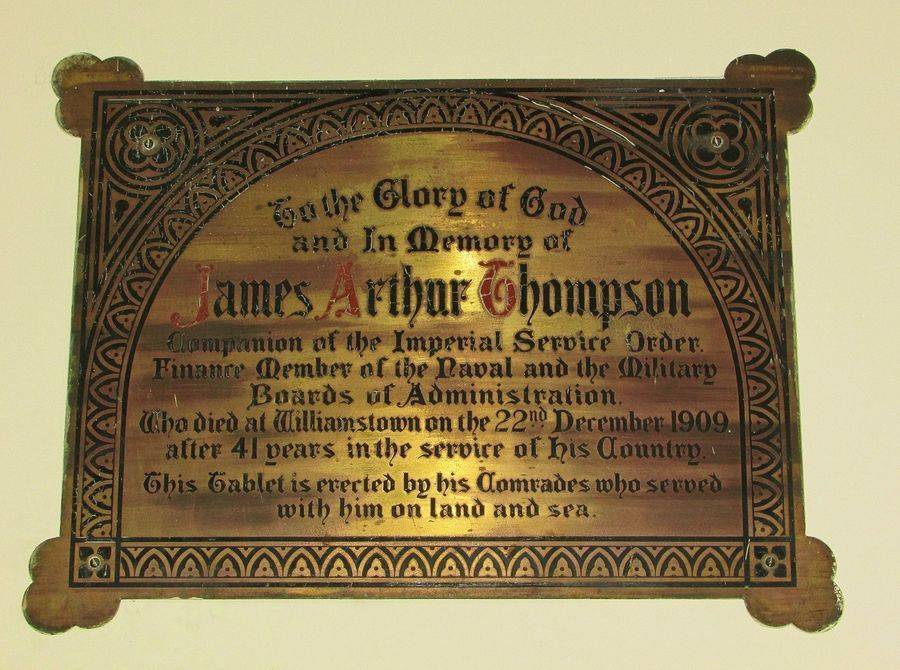 To the Glory of God
and In Memory of
James Arthur Thompson
Companion of the Imperial Service Order.
Finance Member of the Naval and the Military
Boards of Administration.
Who died at Williamstown on the 22nd December 1909.
after 41 years in the service of his Country.
This Tablet is erected by his Comrades who served
with him on land and sea.